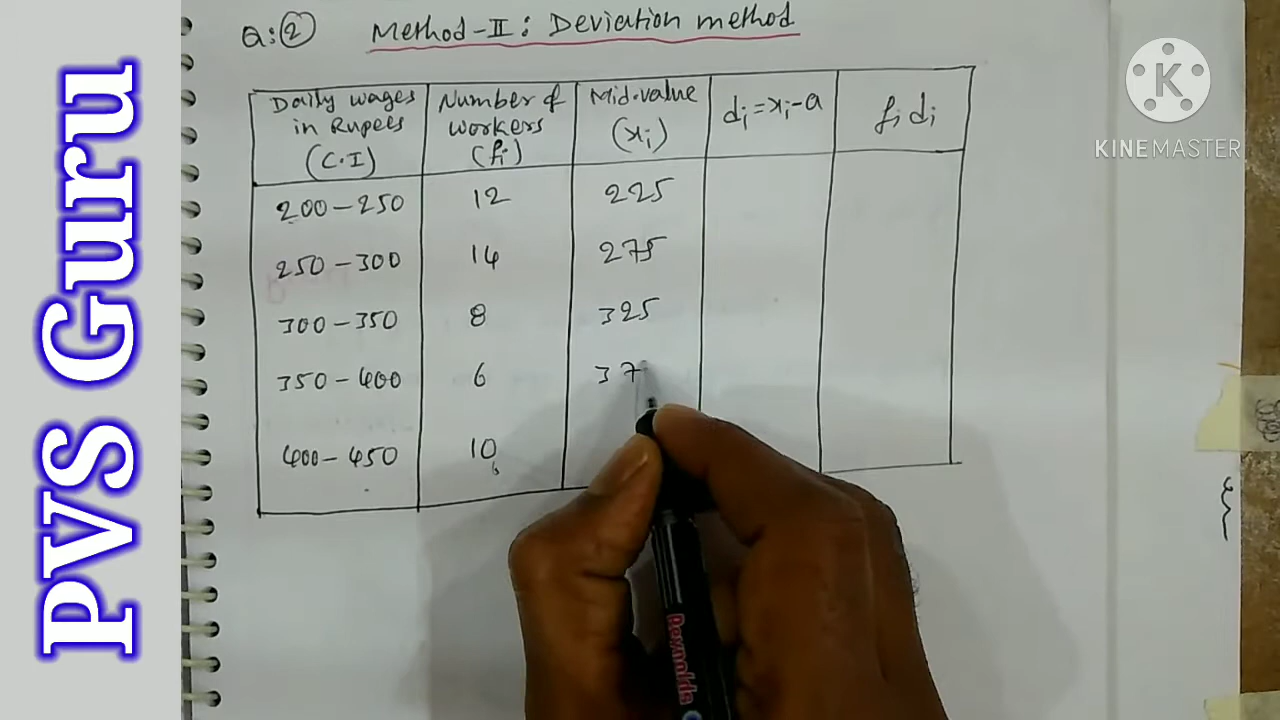 PVS Guru
Q:② Method-II: Deviation method
Daily wages in Rupees (C.I)
Number of workers (fi)
Mid-value (xi)
di=xi-a
fi di
200-250 12 225
250-300 14 275
300-350 8 325
350-400 6 37
400-450 10
K
KINEMASTER
Reynolds